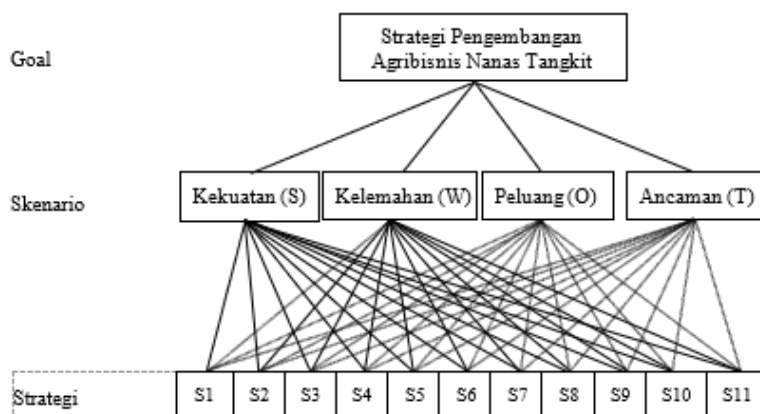 Goal
Strategi Pengembangan
Agribisnis Nanas Tangkit
Skenario
Kekuatan (S) Kelemahan (W) Peluang (O) Ancaman (T)
Strategi S1 S2 S3 S4 S5 S6 S7 S8 S9 S10 S11